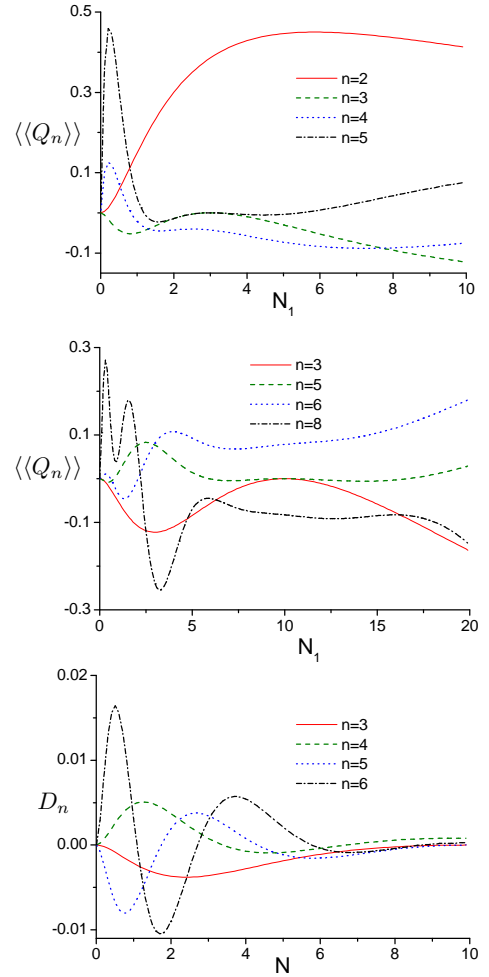 0.5
0.3
0.1
-0.1
⟨⟨Q_n⟩⟩
n=2
n=3
n=4
n=5
0 2 4 6 8 10
N_1
0.3
0.1
-0.1
-0.3
⟨⟨Q_n⟩⟩
n=3
n=5
n=6
n=8
0 5 10 15 20
N_1
0.02
0.01
0.00
-0.01
D_n
n=3
n=4
n=5
n=6
0 2 4 6 8 10
N